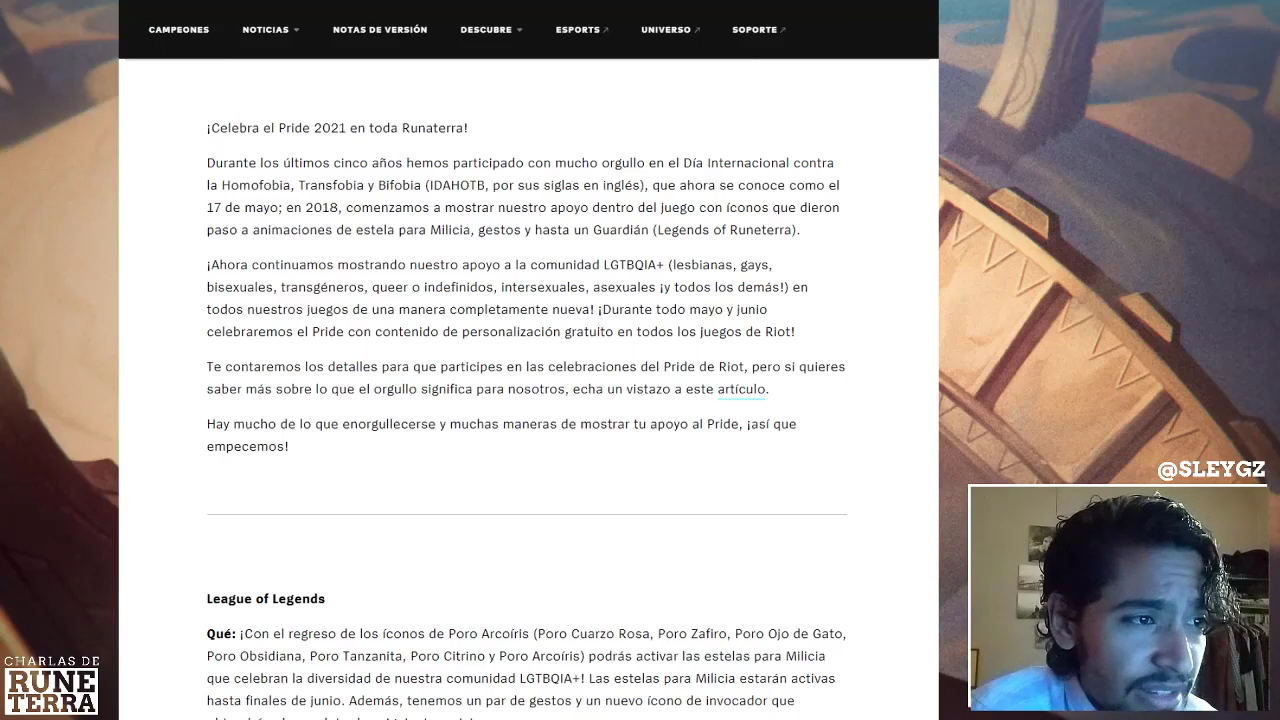 CAMPEONES NOTICIAS NOTAS DE VERSIÓN DESCUBRE ESPORTS UNIVERSO SOPORTE
¡Celebra el Pride 2021 en toda Runaterra!
Durante los últimos cinco años hemos participado con mucho orgullo en el Día Internacional contra
la Homofobia, Transfobia y Bifobia (IDAHOTB, por sus siglas en inglés), que ahora se conoce como el
17 de mayo; en 2018, comenzamos a mostrar nuestro apoyo dentro del juego con íconos que dieron
paso a animaciones de estela para Milicia, gestos y hasta un Guardián (Legends of Runeterra).
¡Ahora continuamos mostrando nuestro apoyo a la comunidad LGTBQIA+ (lesbianas, gays,
bisexuales, transgéneros, queer o indefinidos, intersexuales, asexuales ¡y todos los demás!) en
todos nuestros juegos de una manera completamente nueva! ¡Durante todo mayo y junio
celebraremos el Pride con contenido de personalización gratuito en todos los juegos de Riot!
Te contaremos los detalles para que participes en las celebraciones del Pride de Riot, pero si quieres
saber más sobre lo que el orgullo significa para nosotros, echa un vistazo a este artículo.
Hay mucho de lo que enorgullecerse y muchas maneras de mostrar tu apoyo al Pride, ¡así que
empecemos!
League of Legends
Qué: ¡Con el regreso de los íconos de Poro Arcoíris (Poro Cuarzo Rosa, Poro Zafiro, Poro Ojo de Gato,
Poro Obsidiana, Poro Tanzanita, Poro Citrino y Poro Arcoíris) podrás activar las estelas para Milicia
que celebran la diversidad de nuestra comunidad LGTBQIA+! Las estelas para Milicia estarán activas
hasta finales de junio. Además, tenemos un par de gestos y un nuevo ícono de invocador que
@SLEYGZ
CHARLAS DE
RUNE
TERRA